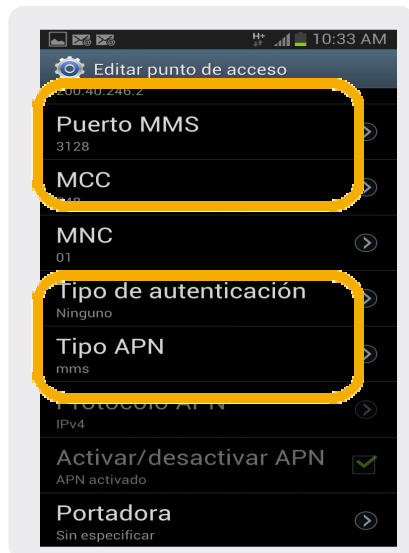 H+ 10:33 AM
Editar punto de acceso
200.40.246.2
Puerto MMS
3128
MCC
748
MNC
01
Tipo de autenticación
Ninguno
Tipo APN
mms
Protocolo APN
IPv4
Activar/desactivar APN
APN activado
Portadora
Sin especificar